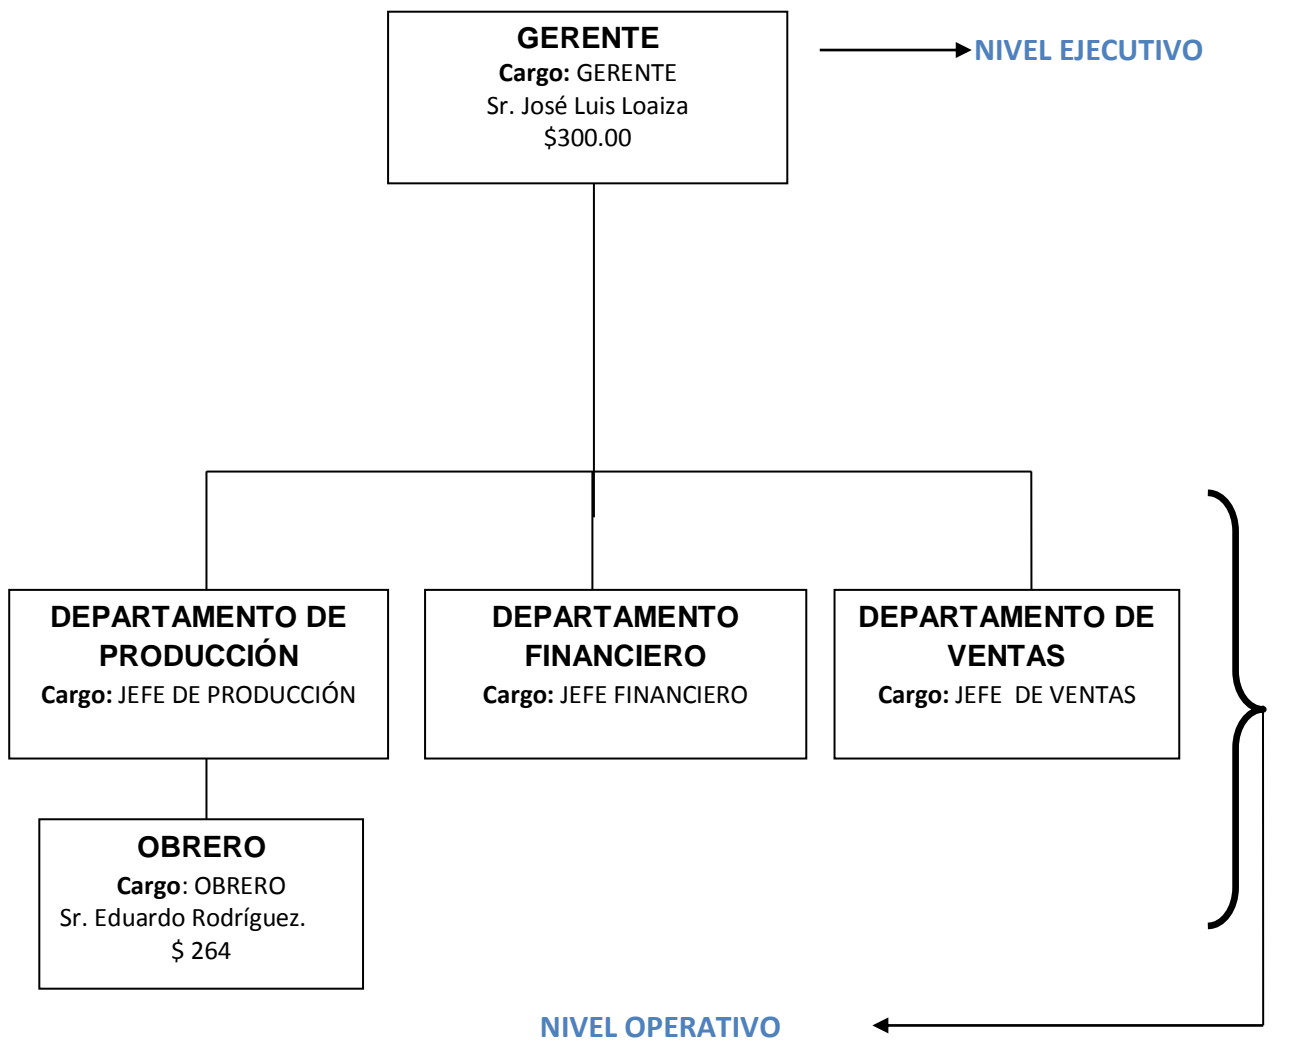 GERENTE
Cargo: GERENTE
Sr. José Luis Loaiza
$300.00
NIVEL EJECUTIVO
DEPARTAMENTO DE
PRODUCCIÓN
Cargo: JEFE DE PRODUCCIÓN
DEPARTAMENTO
FINANCIERO
Cargo: JEFE FINANCIERO
DEPARTAMENTO DE
VENTAS
Cargo: JEFE  DE VENTAS
OBRERO
Cargo: OBRERO
Sr. Eduardo Rodríguez.
$ 264
NIVEL OPERATIVO